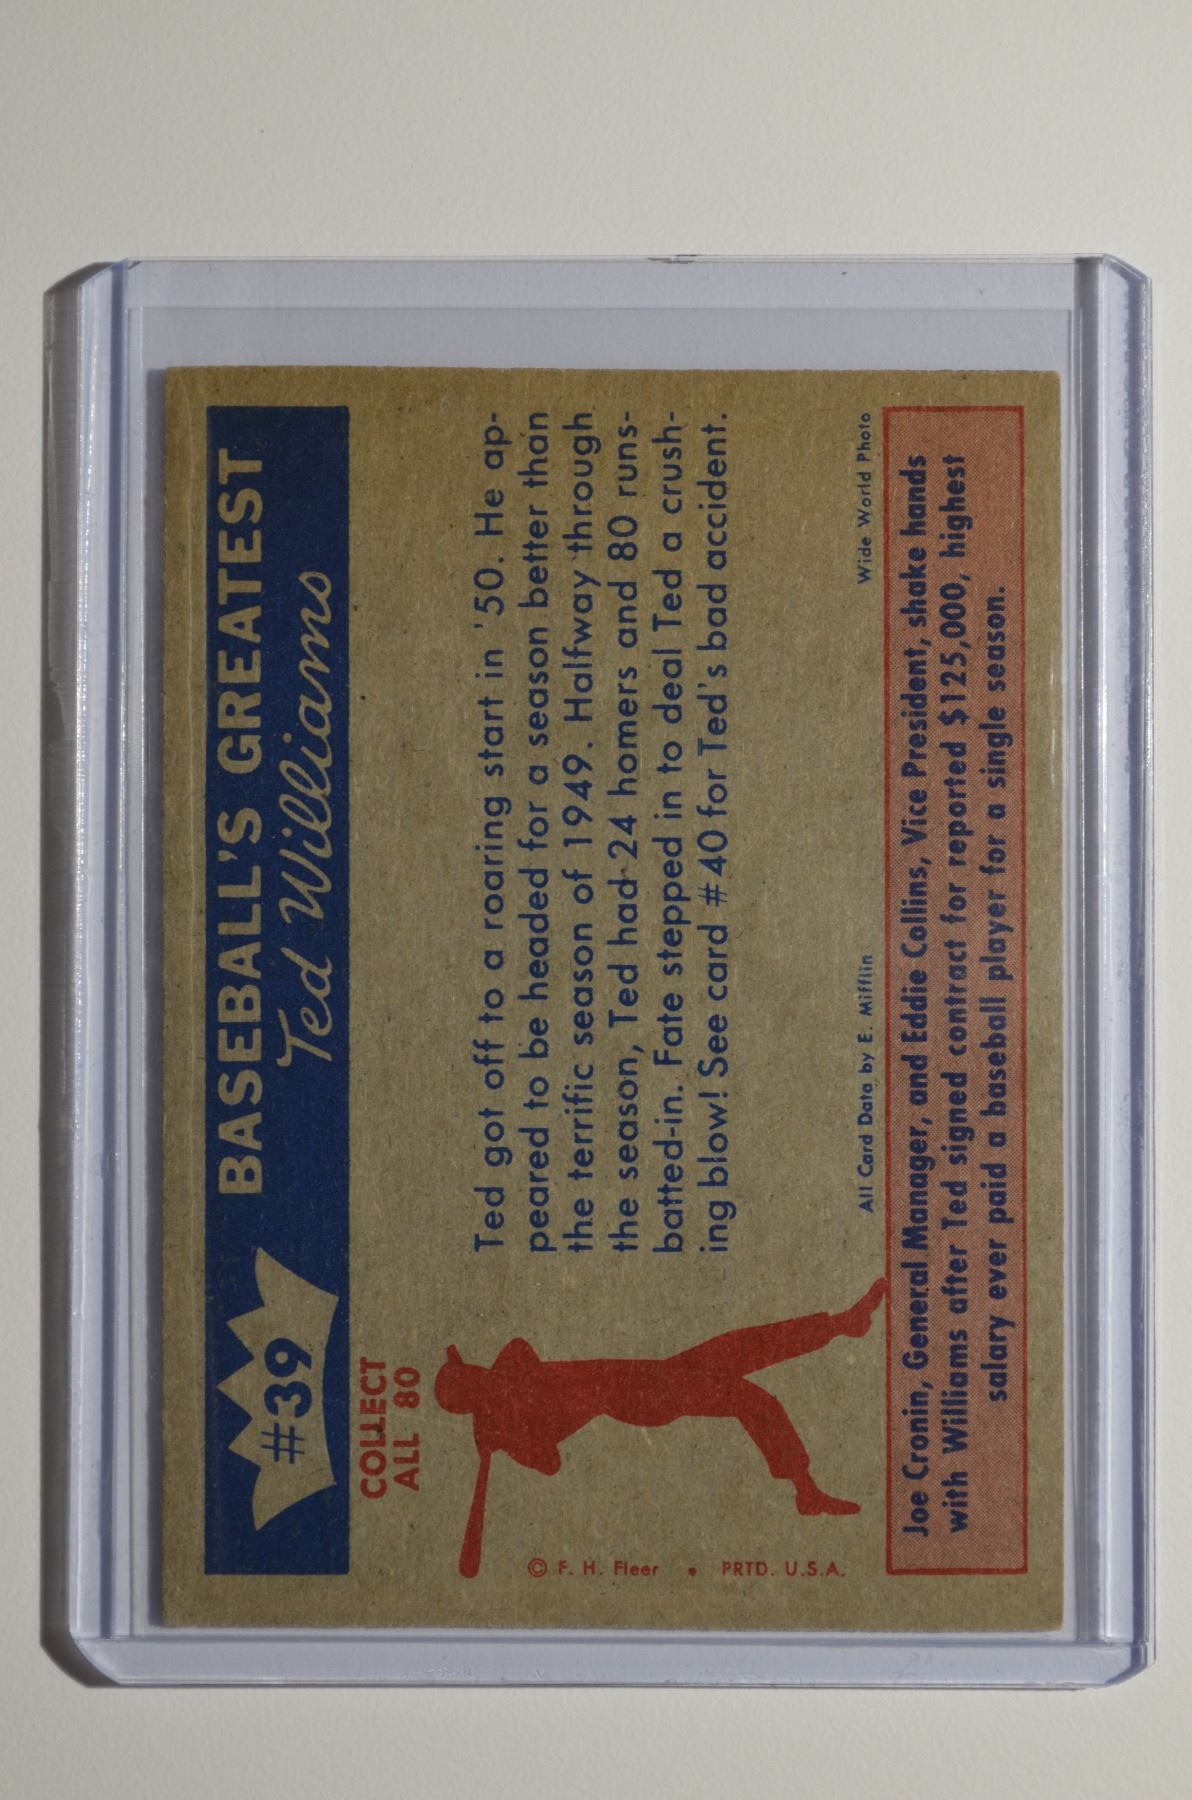 #39
BASEBALL'S GREATEST
Ted Williams
COLLECT
ALL 80
Ted got off to a roaring start in '50. He ap-
peared to be headed for a season better than
the terrific season of 1949. Halfway through
the season, Ted had 24 homers and 80 runs-
batted-in. Fate stepped in to deal Ted a crush-
ing blow! See card # 40 for Ted's bad accident.
© F. H. Fleer • PRTD. U.S.A.
All Card Data by E. Mifflin
Wide World Photo
Joe Cronin, General Manager, and Eddie Collins, Vice President, shake hands
with Williams after Ted signed contract for reported $125,000, highest
salary ever paid a baseball player for a single season.